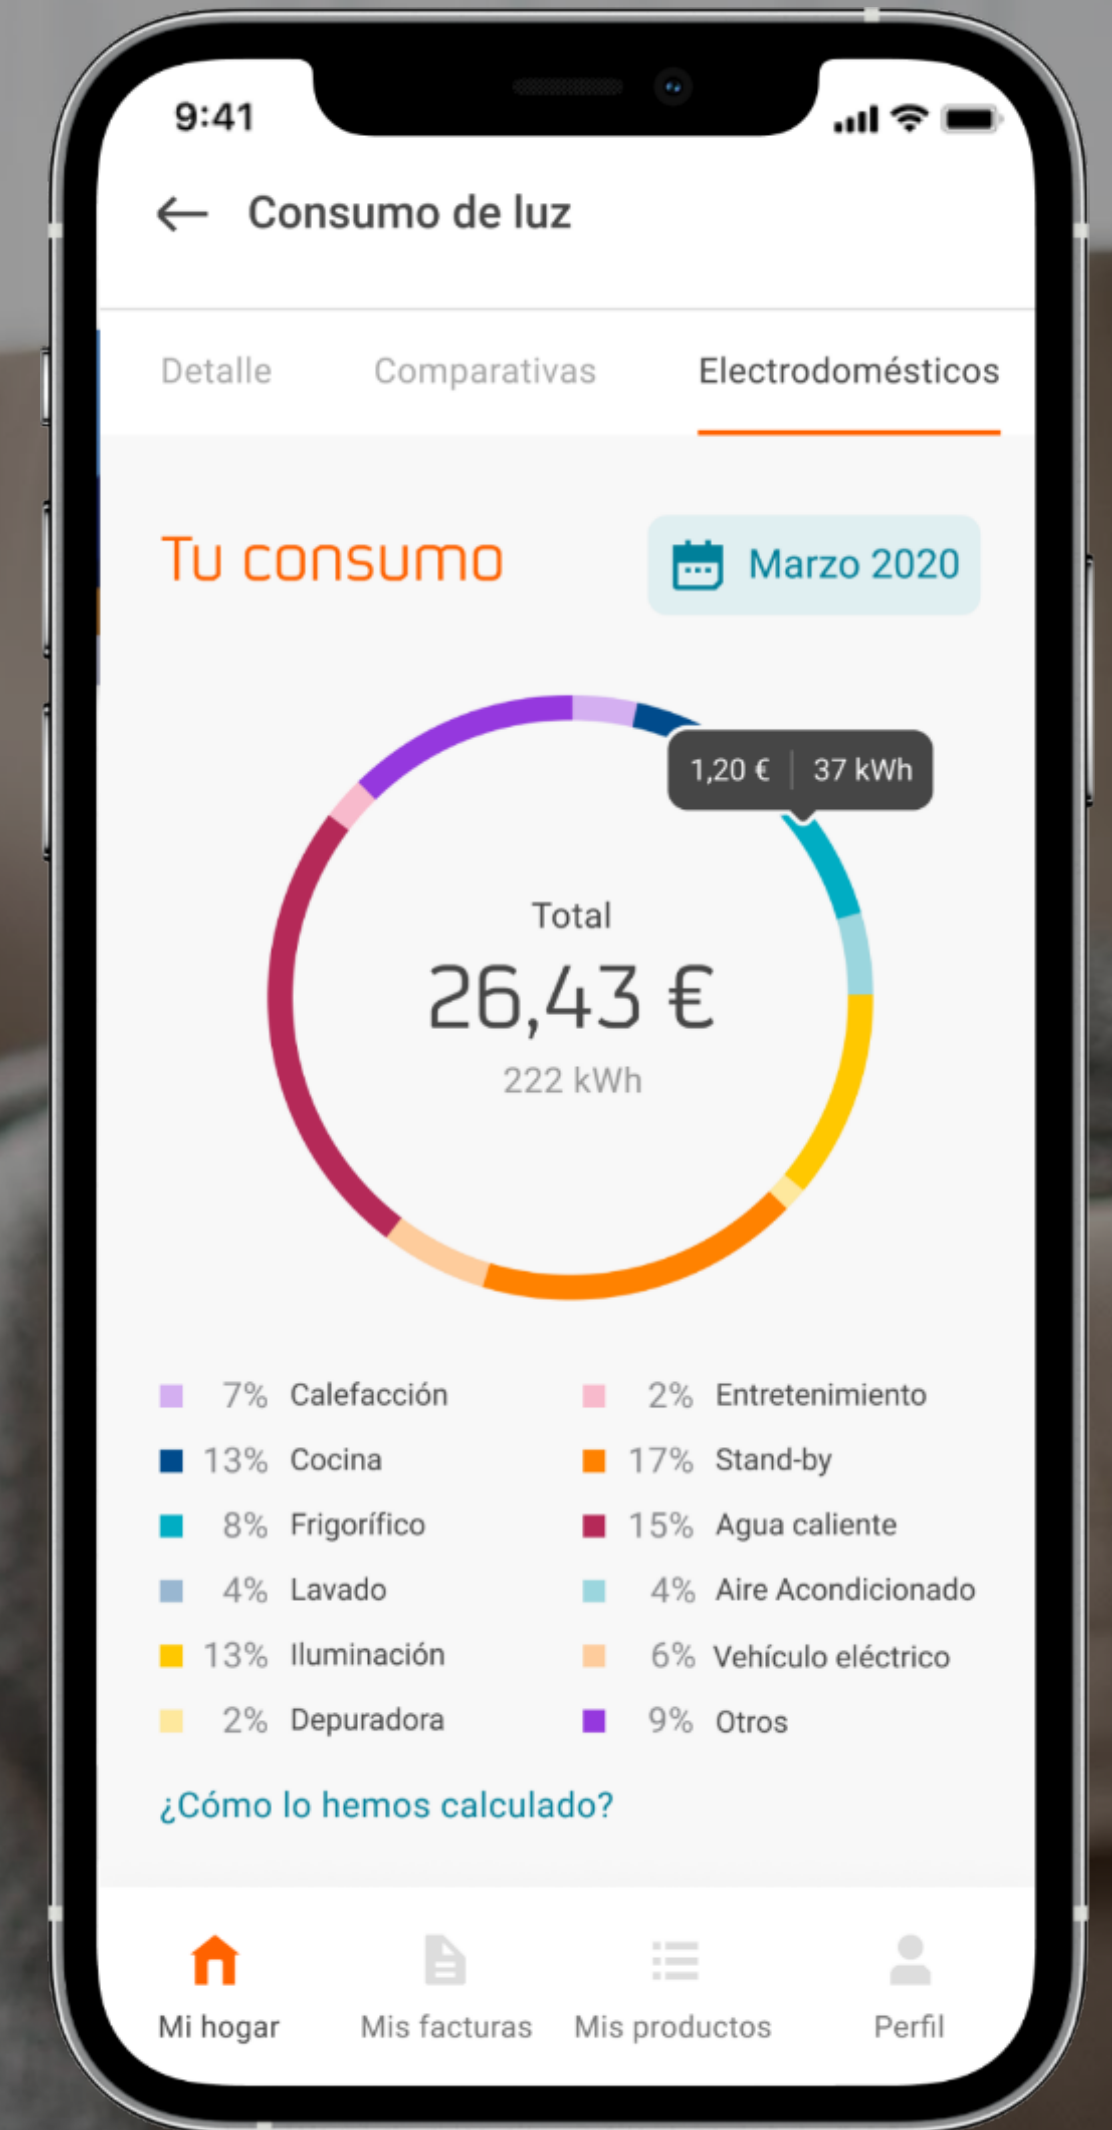 9:41
Consumo de luz
Detalle Comparativas Electrodomésticos
Tu consumo
Marzo 2020
1,20 € 37 kWh
Total
26,43 €
222 kWh
7% Calefacción
13% Cocina
8% Frigorífico
4% Lavado
13% Iluminación
2% Depuradora
2% Entretenimiento
17% Stand-by
15% Agua caliente
4% Aire Acondicionado
6% Vehículo eléctrico
9% Otros
¿Cómo lo hemos calculado?
Mi hogar Mis facturas Mis productos Perfil